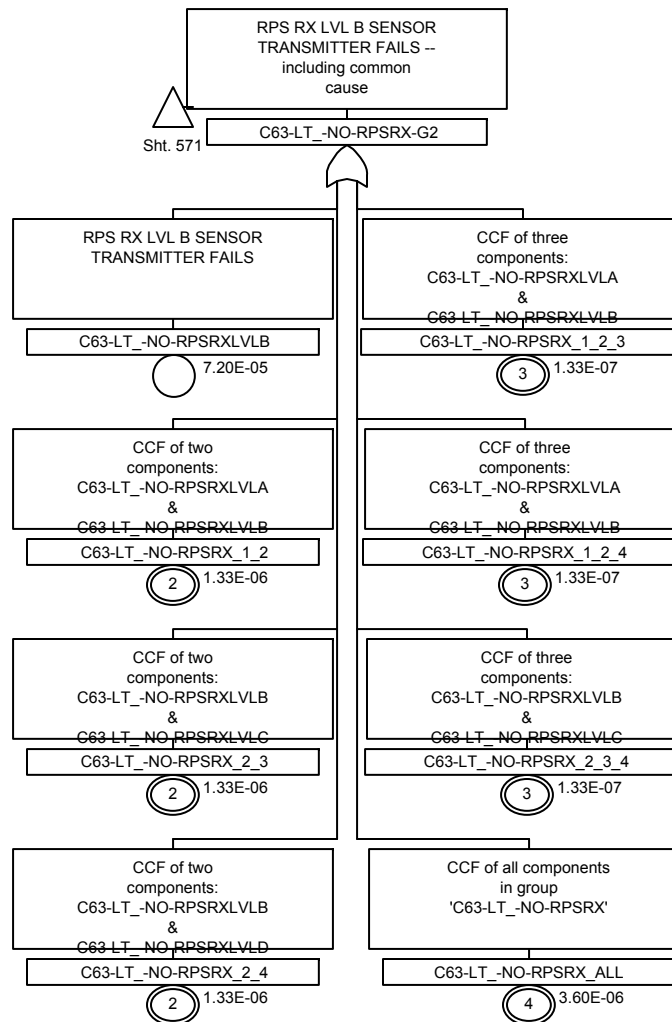 RPS RX LVL B SENSOR
TRANSMITTER FAILS --
including common
cause
C63-LT_-NO-RPSRX-G2
Sht. 571
RPS RX LVL B SENSOR
TRANSMITTER FAILS
C63-LT_-NO-RPSRXLVLB
7.20E-05
CCF of three
components:
C63-LT_-NO-RPSRXLVLA
&
C63-LT_-NO-RPSRXLVLB
C63-LT_-NO-RPSRX_1_2_3
3
1.33E-07
CCF of two
components:
C63-LT_-NO-RPSRXLVLA
&
C63-LT_-NO-RPSRXLVLB
C63-LT_-NO-RPSRX_1_2
2
1.33E-06
CCF of three
components:
C63-LT_-NO-RPSRXLVLA
&
C63-LT_-NO-RPSRXLVLB
C63-LT_-NO-RPSRX_1_2_4
3
1.33E-07
CCF of two
components:
C63-LT_-NO-RPSRXLVLB
&
C63-LT_-NO-RPSRXLVLC
C63-LT_-NO-RPSRX_2_3
2
1.33E-06
CCF of three
components:
C63-LT_-NO-RPSRXLVLB
&
C63-LT_-NO-RPSRXLVLC
C63-LT_-NO-RPSRX_2_3_4
3
1.33E-07
CCF of two
components:
C63-LT_-NO-RPSRXLVLB
&
C63-LT_-NO-RPSRXLVLD
C63-LT_-NO-RPSRX_2_4
2
1.33E-06
CCF of all components
in group
'C63-LT_-NO-RPSRX'
C63-LT_-NO-RPSRX_ALL
4
3.60E-06